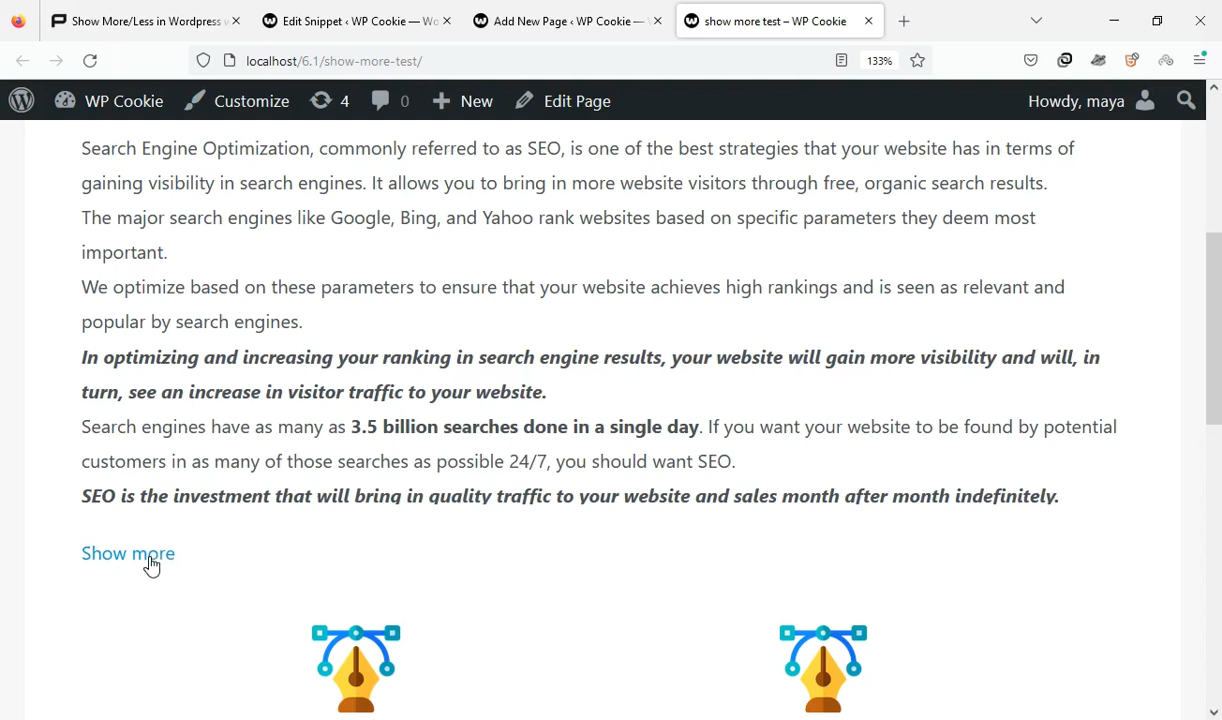 Show More/Less in Wordpress
Edit Snippet ‹ WP Cookie — Wo
Add New Page ‹ WP Cookie —
show more test – WP Cookie
localhost/6.1/show-more-test/
133%
WP Cookie
Customize
4
0
New
Edit Page
Howdy, maya
Search Engine Optimization, commonly referred to as SEO, is one of the best strategies that your website has in terms of
gaining visibility in search engines. It allows you to bring in more website visitors through free, organic search results.
The major search engines like Google, Bing, and Yahoo rank websites based on specific parameters they deem most
important.
We optimize based on these parameters to ensure that your website achieves high rankings and is seen as relevant and
popular by search engines.
In optimizing and increasing your ranking in search engine results, your website will gain more visibility and will, in
turn, see an increase in visitor traffic to your website.
Search engines have as many as 3.5 billion searches done in a single day. If you want your website to be found by potential
customers in as many of those searches as possible 24/7, you should want SEO.
SEO is the investment that will bring in quality traffic to your website and sales month after month indefinitely.
Show more